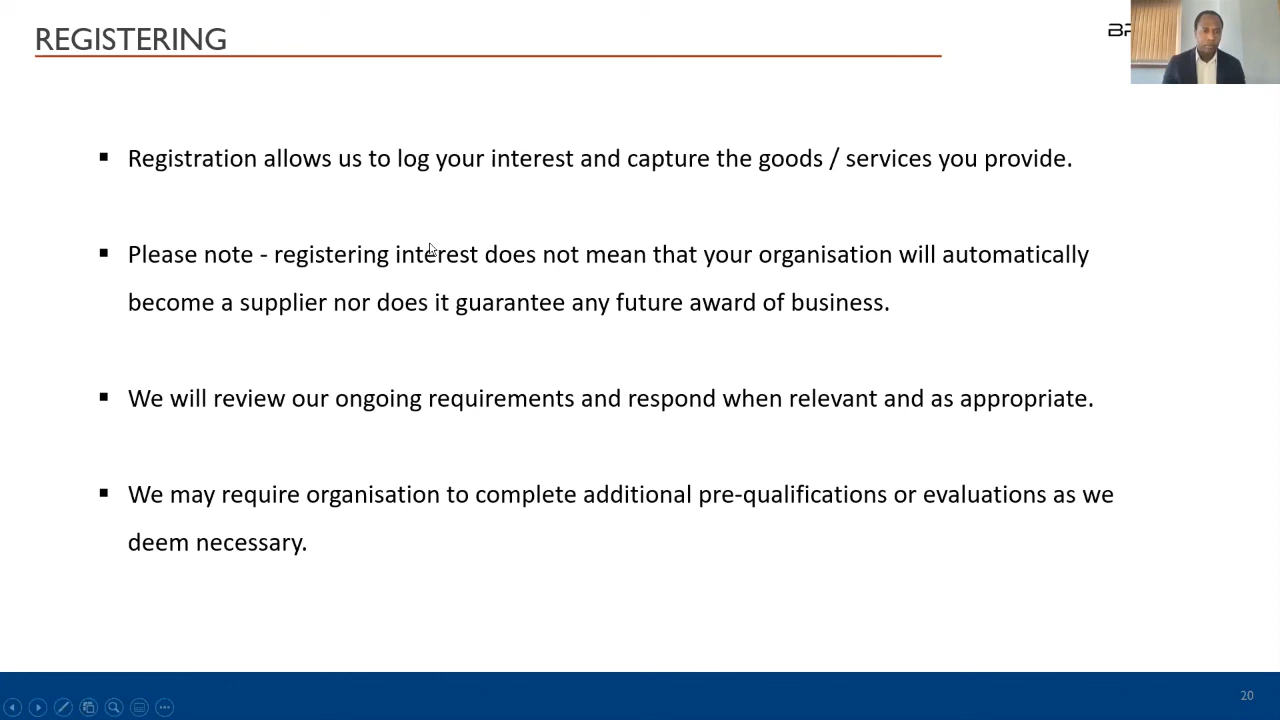 REGISTERING
▪ Registration allows us to log your interest and capture the goods / services you provide.
▪ Please note - registering interest does not mean that your organisation will automatically
become a supplier nor does it guarantee any future award of business.
▪ We will review our ongoing requirements and respond when relevant and as appropriate.
▪ We may require organisation to complete additional pre-qualifications or evaluations as we
deem necessary.
20